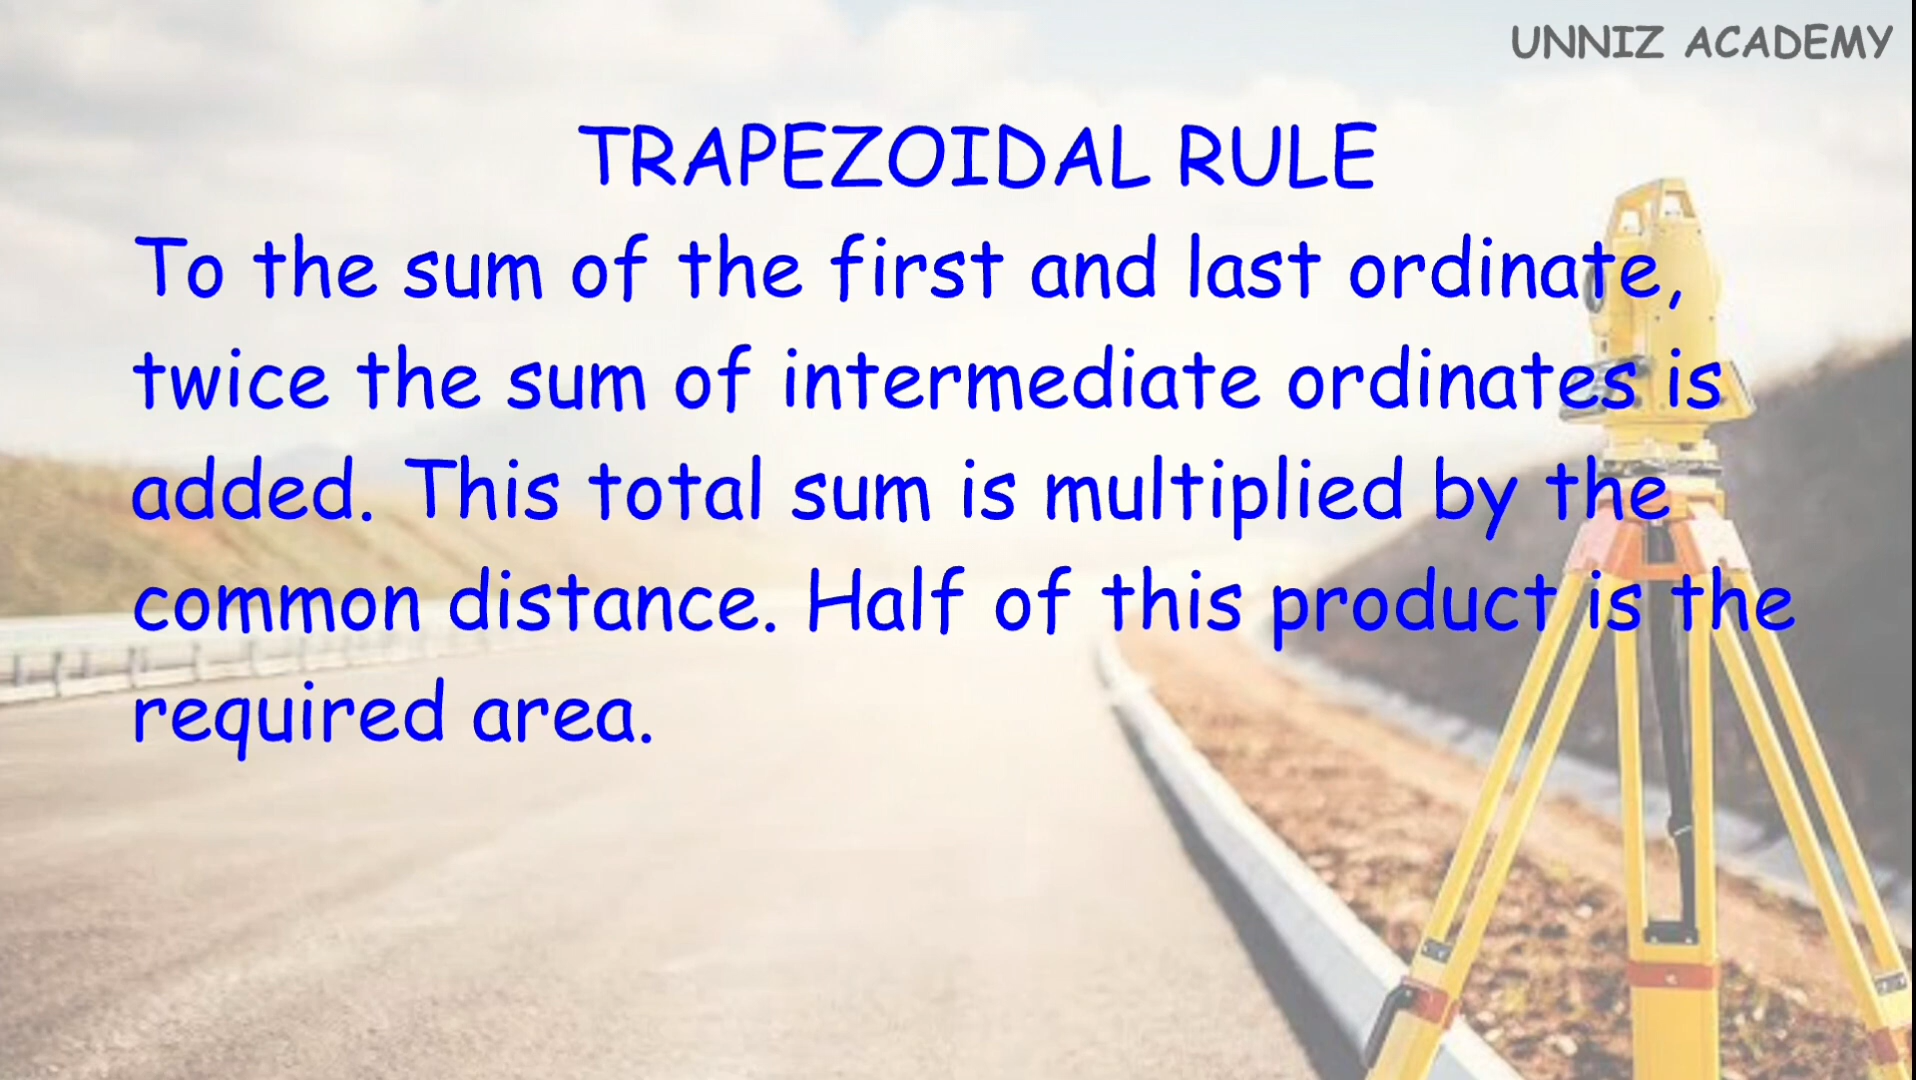 UNNIZ ACADEMY
TRAPEZOIDAL RULE
To the sum of the first and last ordinate,
twice the sum of intermediate ordinates is
added. This total sum is multiplied by the
common distance. Half of this product is the
required area.